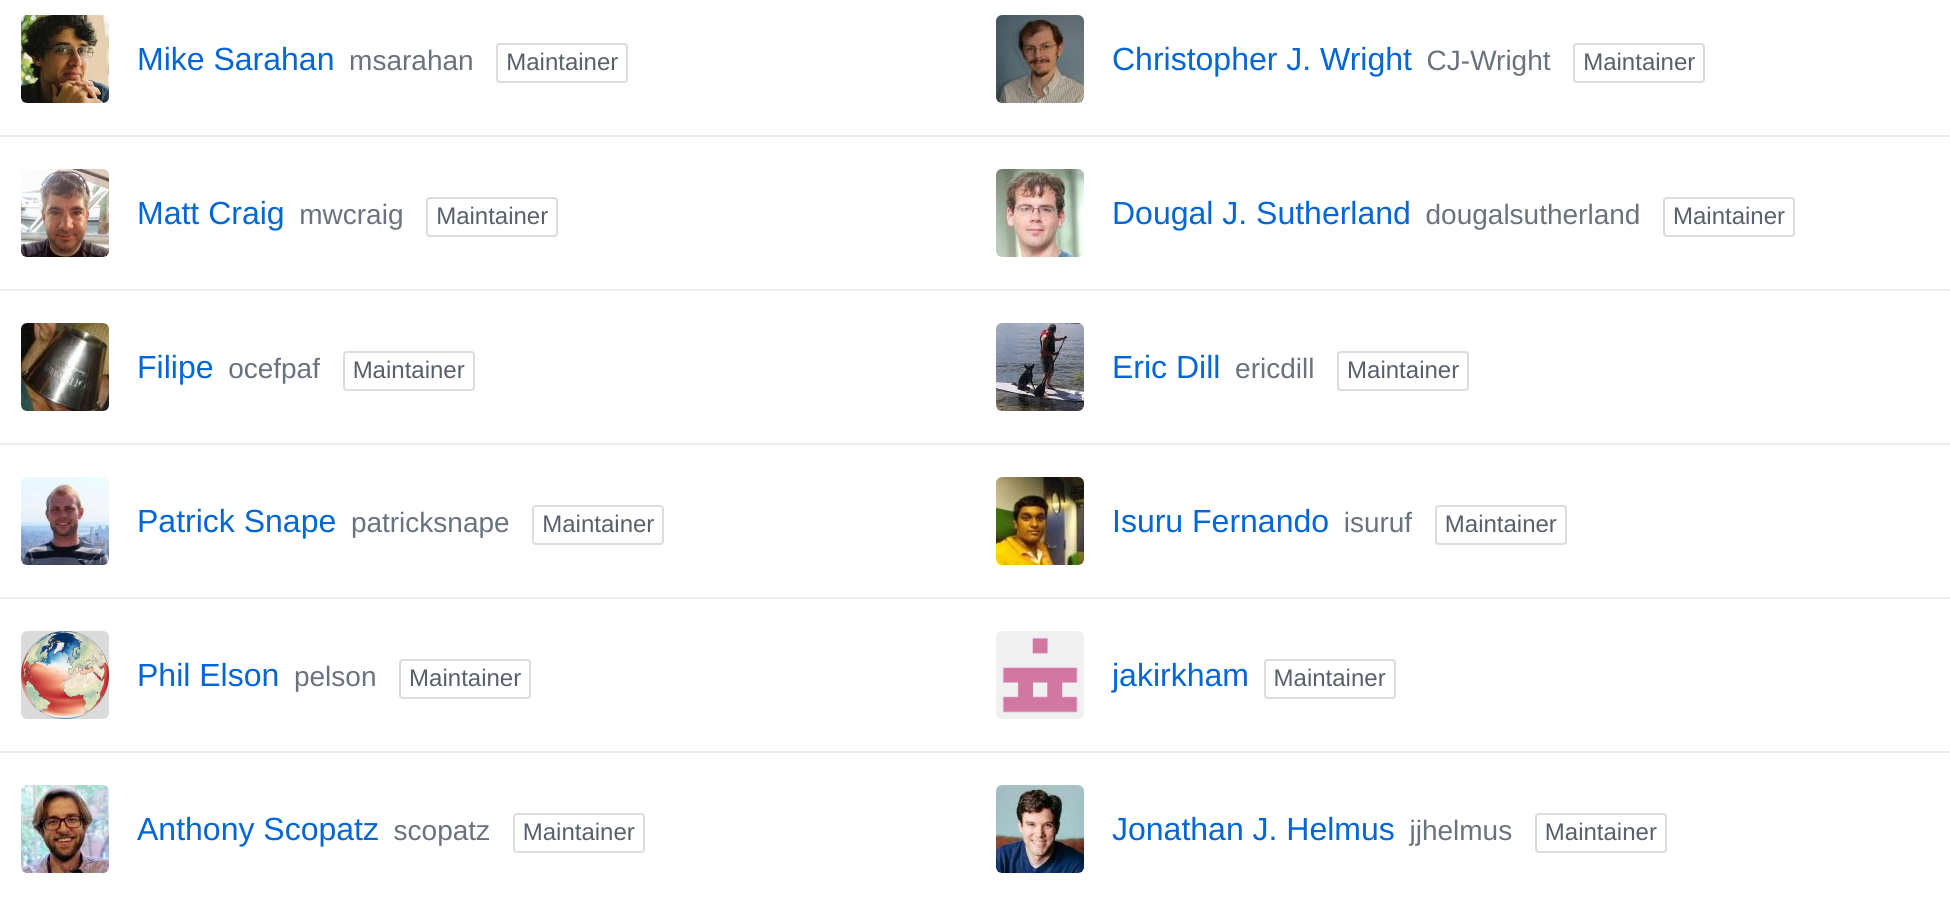 Mike Sarahan msarahan Maintainer
Christopher J. Wright CJ-Wright Maintainer
Matt Craig mwcraig Maintainer
Dougal J. Sutherland dougalsutherland Maintainer
Filipe ocefpaf Maintainer
Eric Dill ericdill Maintainer
Patrick Snape patricksnape Maintainer
Isuru Fernando isuruf Maintainer
Phil Elson pelson Maintainer
jakirkham Maintainer
Anthony Scopatz scopatz Maintainer
Jonathan J. Helmus jjhelmus Maintainer